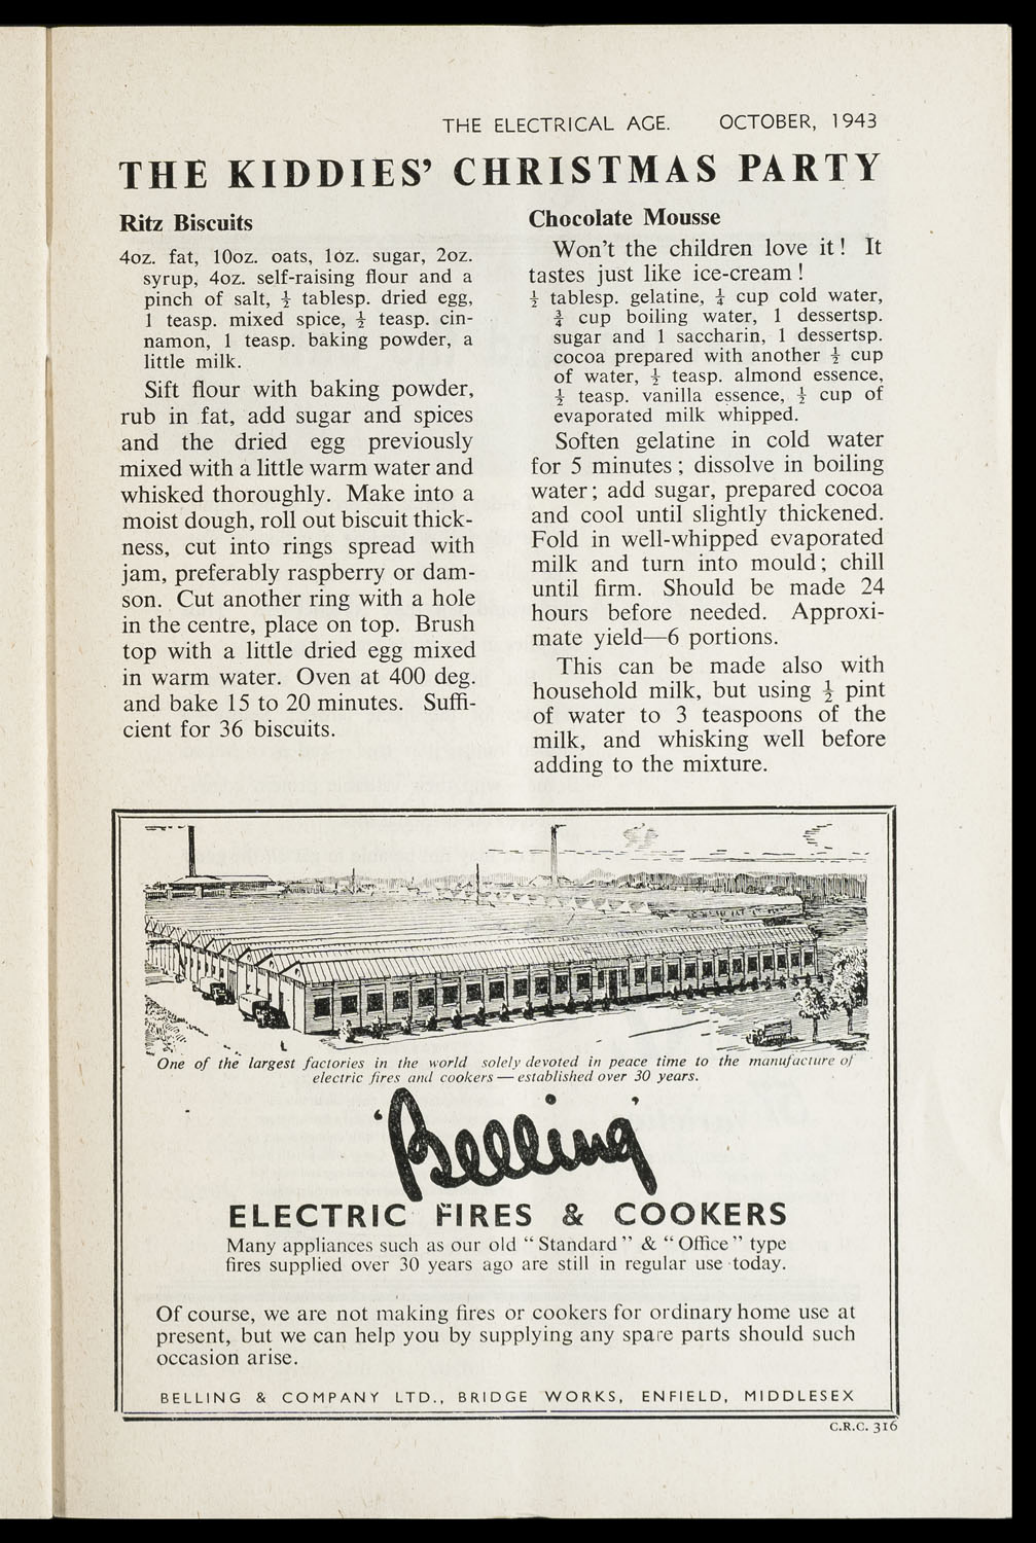 THE ELECTRICAL AGE. OCTOBER, 1943
THE KIDDIES' CHRISTMAS PARTY
Ritz Biscuits
4oz. fat, 10oz. oats, 1oz. sugar, 2oz.
syrup, 4oz. self-raising flour and a
pinch of salt, ½ tablesp. dried egg,
1 teasp. mixed spice, ½ teasp. cin-
namon, 1 teasp. baking powder, a
little milk.
Sift flour with baking powder,
rub in fat, add sugar and spices
and the dried egg previously
mixed with a little warm water and
whisked thoroughly. Make into a
moist dough, roll out biscuit thick-
ness, cut into rings spread with
jam, preferably raspberry or dam-
son. Cut another ring with a hole
in the centre, place on top. Brush
top with a little dried egg mixed
in warm water. Oven at 400 deg.
and bake 15 to 20 minutes. Suffi-
cient for 36 biscuits.
Chocolate Mousse
Won't the children love it! It
tastes just like ice-cream!
½ tablesp. gelatine, ¼ cup cold water,
¾ cup boiling water, 1 dessertsp.
sugar and 1 saccharin, 1 dessertsp.
cocoa prepared with another ½ cup
of water, ½ teasp. almond essence,
½ teasp. vanilla essence, ½ cup of
evaporated milk whipped.
Soften gelatine in cold water
for 5 minutes; dissolve in boiling
water; add sugar, prepared cocoa
and cool until slightly thickened.
Fold in well-whipped evaporated
milk and turn into mould; chill
until firm. Should be made 24
hours before needed. Approxi-
mate yield—6 portions.
This can be made also with
household milk, but using ½ pint
of water to 3 teaspoons of the
milk, and whisking well before
adding to the mixture.
One of the largest factories in the world solely devoted in peace time to the manufacture of
electric fires and cookers — established over 30 years.
'Belling'
ELECTRIC FIRES & COOKERS
Many appliances such as our old "Standard" & "Office" type
fires supplied over 30 years ago are still in regular use today.
Of course, we are not making fires or cookers for ordinary home use at
present, but we can help you by supplying any spare parts should such
occasion arise.
BELLING & COMPANY LTD., BRIDGE WORKS, ENFIELD, MIDDLESEX
C.R.C. 316